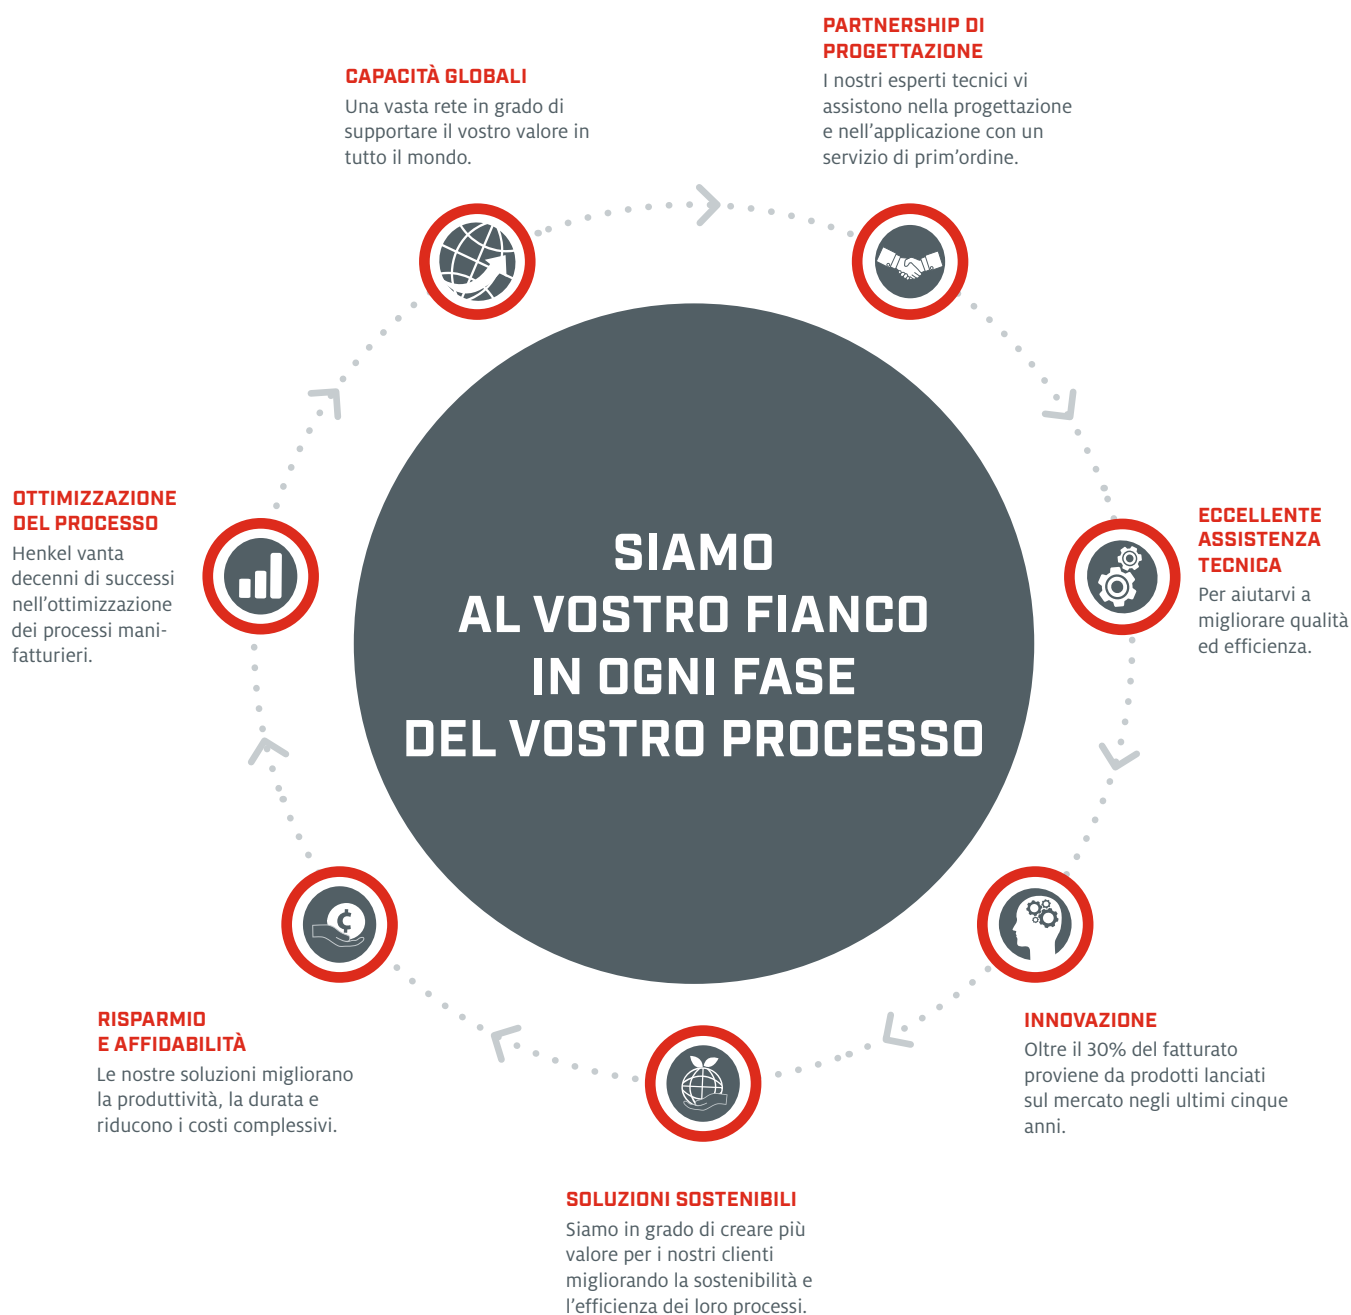 PARTNERSHIP DI
PROGETTAZIONE
I nostri esperti tecnici vi
assistono nella progettazione
e nell’applicazione con un
servizio di prim’ordine.
CAPACITÀ GLOBALI
Una vasta rete in grado di
supportare il vostro valore in
tutto il mondo.
OTTIMIZZAZIONE
DEL PROCESSO
Henkel vanta
decenni di successi
nell’ottimizzazione
dei processi mani-
fatturieri.
SIAMO
AL VOSTRO FIANCO
IN OGNI FASE
DEL VOSTRO PROCESSO
ECCELLENTE
ASSISTENZA
TECNICA
Per aiutarvi a
migliorare qualità
ed efficienza.
RISPARMIO
E AFFIDABILITÀ
Le nostre soluzioni migliorano
la produttività, la durata e
riducono i costi complessivi.
INNOVAZIONE
Oltre il 30% del fatturato
proviene da prodotti lanciati
sul mercato negli ultimi cinque
anni.
SOLUZIONI SOSTENIBILI
Siamo in grado di creare più
valore per i nostri clienti
migliorando la sostenibilità e
l’efficienza dei loro processi.